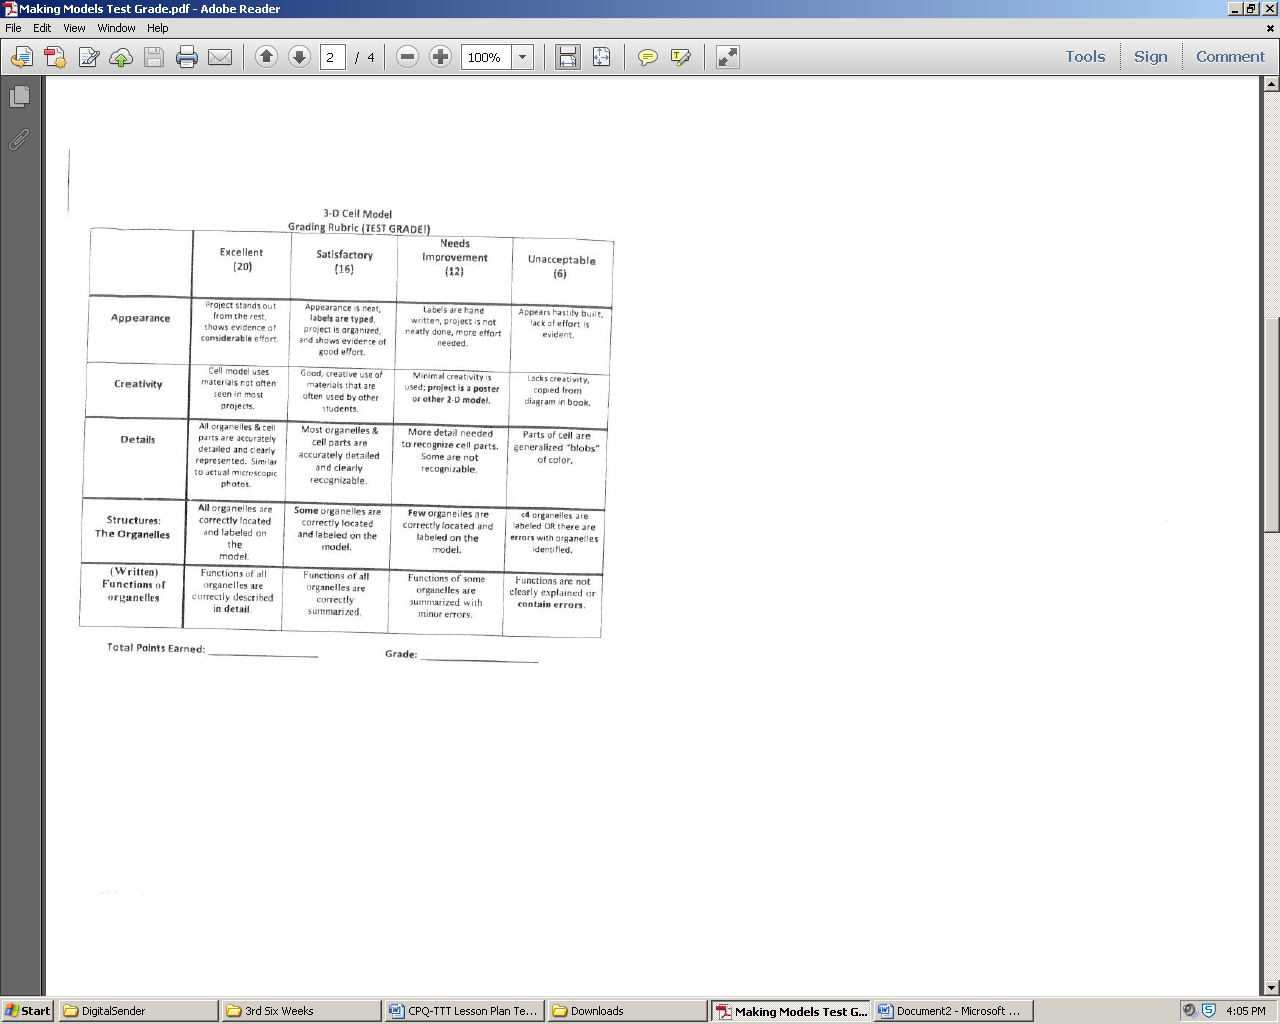 Making Models Test Grade.pdf - Adobe Reader
File Edit View Window Help
2 / 4 100% Tools Sign Comment
3-D Cell Model
Grading Rubric (TEST GRADE!)
Excellent
(20)
Satisfactory
(16)
Needs
Improvement
(12)
Unacceptable
(6)
Appearance
Project stands out
from the rest,
shows evidence of
considerable effort.
Appearance is neat,
labels are typed,
project is organized,
and shows evidence of
good effort.
Labels are hand
written, project is not
neatly done, more effort
needed.
Appears hastily built,
lack of effort is
evident.
Creativity
Cell model uses
materials not often
seen in most
projects.
Good, creative use of
materials that are
often used by other
students.
Minimal creativity is
used; project is a poster
or other 2-D model.
Lacks creativity,
copied from
diagram in book.
Details
All organelles & cell
parts are accurately
detailed and clearly
represented. Similar
to actual microscopic
photos.
Most organelles &
cell parts are
accurately detailed
and clearly
recognizable.
More detail needed
to recognize cell parts.
Some are not
recognizable.
Parts of cell are
generalized "blobs"
of color.
Structures:
The Organelles
All organelles are
correctly located
and labeled on
the
model.
Some organelles are
correctly located
and labeled on the
model.
Few organelles are
correctly located and
labeled on the
model.
<4 organelles are
labeled OR there are
errors with organelles
identified.
(Written)
Functions of
organelles
Functions of all
organelles are
correctly described
in detail.
Functions of all
organelles are
correctly
summarized.
Functions of some
organelles are
summarized with
minor errors.
Functions are not
clearly explained or
contain errors.
Total Points Earned: Grade:
Start DigitalSender 3rd Six Weeks CPQ-TTT Lesson Plan Te... Downloads Making Models Test G... Document2 - Microsoft ... 4:05 PM